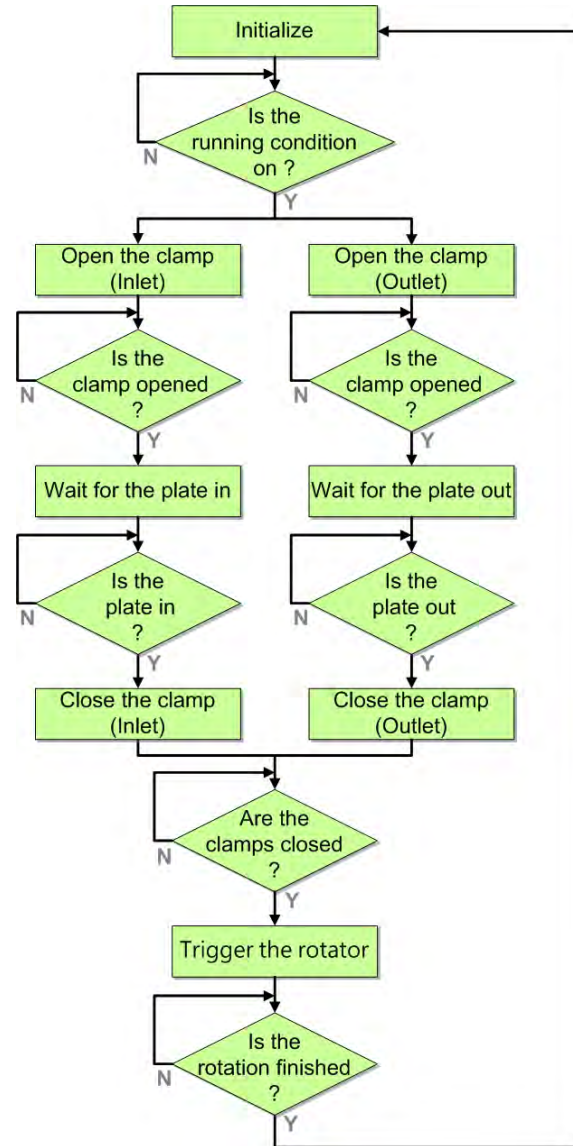 Initialize
Is the
running condition
on ?
N
Y
Open the clamp
(Inlet)
Open the clamp
(Outlet)
Is the
clamp opened
?
N
Y
Is the
clamp opened
?
N
Y
Wait for the plate in
Wait for the plate out
Is the
plate in
?
N
Y
Is the
plate out
?
N
Y
Close the clamp
(Inlet)
Close the clamp
(Outlet)
Are the
clamps closed
?
N
Y
Trigger the rotator
Is the
rotation finished
?
N
Y